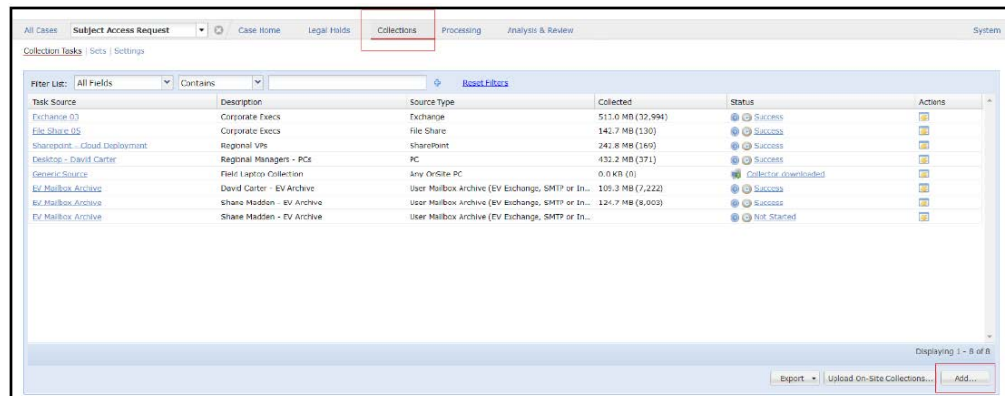 All Cases Subject Access Request Case Home Legal Holds Collections Processing Analysis & Review System
Collection Tasks | Sets | Settings
Filter List: All Fields Contains Reset Filters
Task Source Description Source Type Collected Status Actions
Exchange 03 Corporate Execs Exchange 513.0 MB (32,994) Success
File Share 05 Corporate Execs File Share 142.7 MB (130) Success
Sharepoint - Cloud Deployment Regional VPs SharePoint 242.8 MB (169) Success
Desktop - David Carter Regional Managers - PCs PC 432.2 MB (371) Success
Generic Source Field Laptop Collection Any OnSite PC 0.0 KB (0) Collector downloaded
EV Mailbox Archive David Carter - EV Archive User Mailbox Archive (EV Exchange, SMTP or In... 109.3 MB (7,222) Success
EV Mailbox Archive Shane Madden - EV Archive User Mailbox Archive (EV Exchange, SMTP or In... 124.7 MB (8,003) Success
EV Mailbox Archive Shane Madden - EV Archive User Mailbox Archive (EV Exchange, SMTP or In... Not Started
Displaying 1 - 8 of 8
Export Upload On-Site Collections... Add...